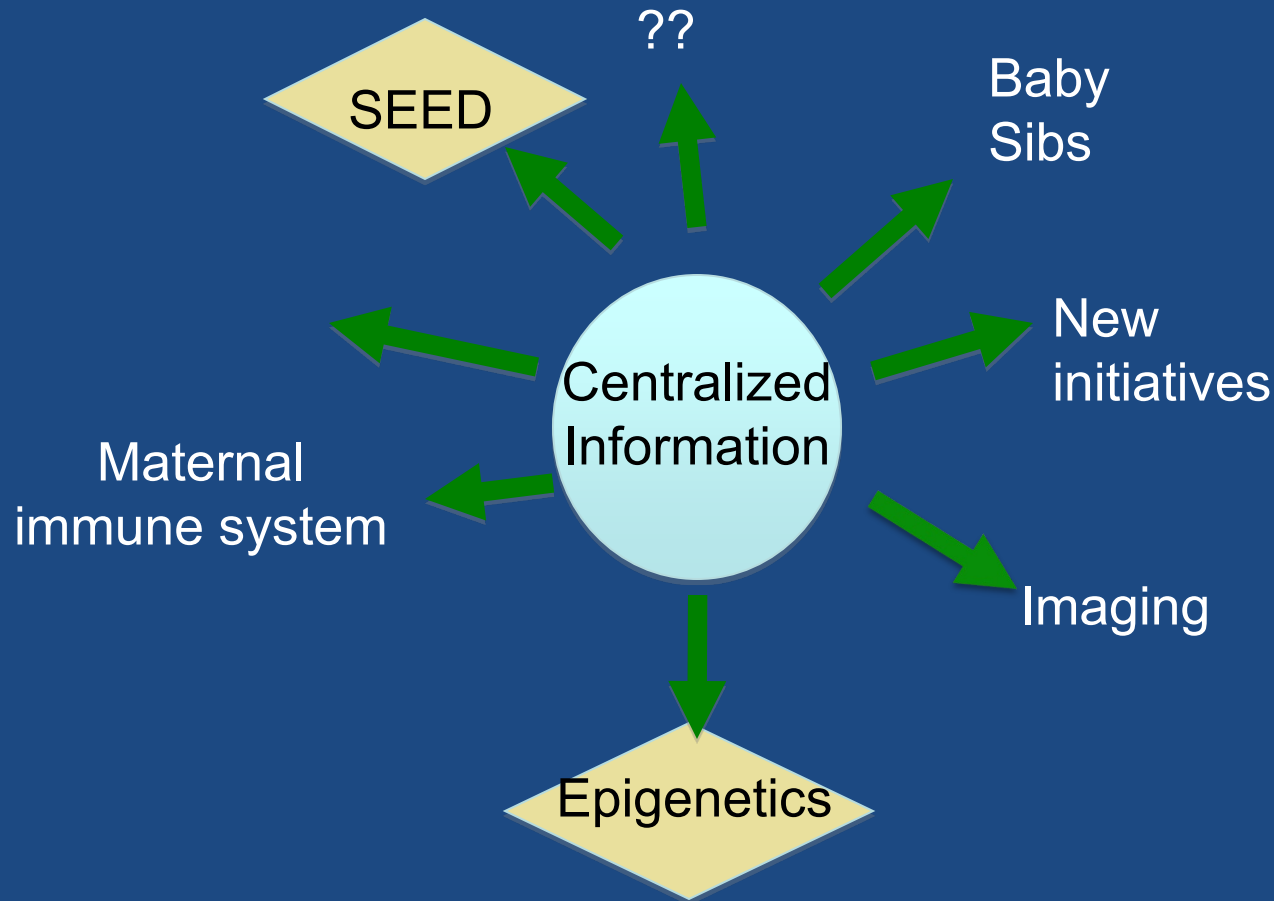 ??
SEED
Baby
Sibs
New
initiatives
Centralized
Information
Maternal
immune system
Imaging
Epigenetics